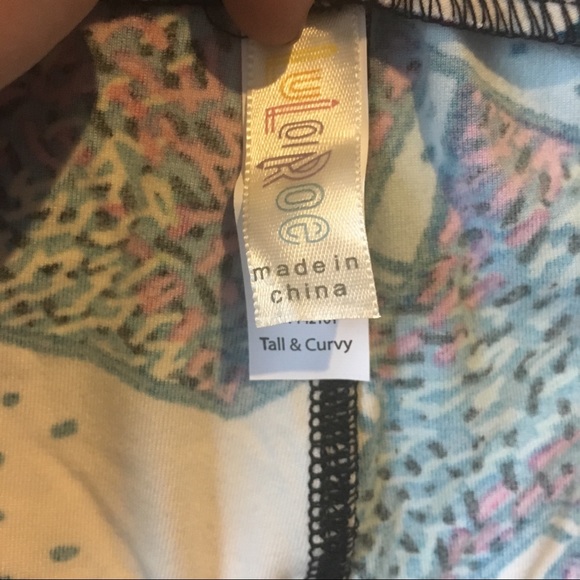 LuLaRoe
made in
china
Tall & Curvy